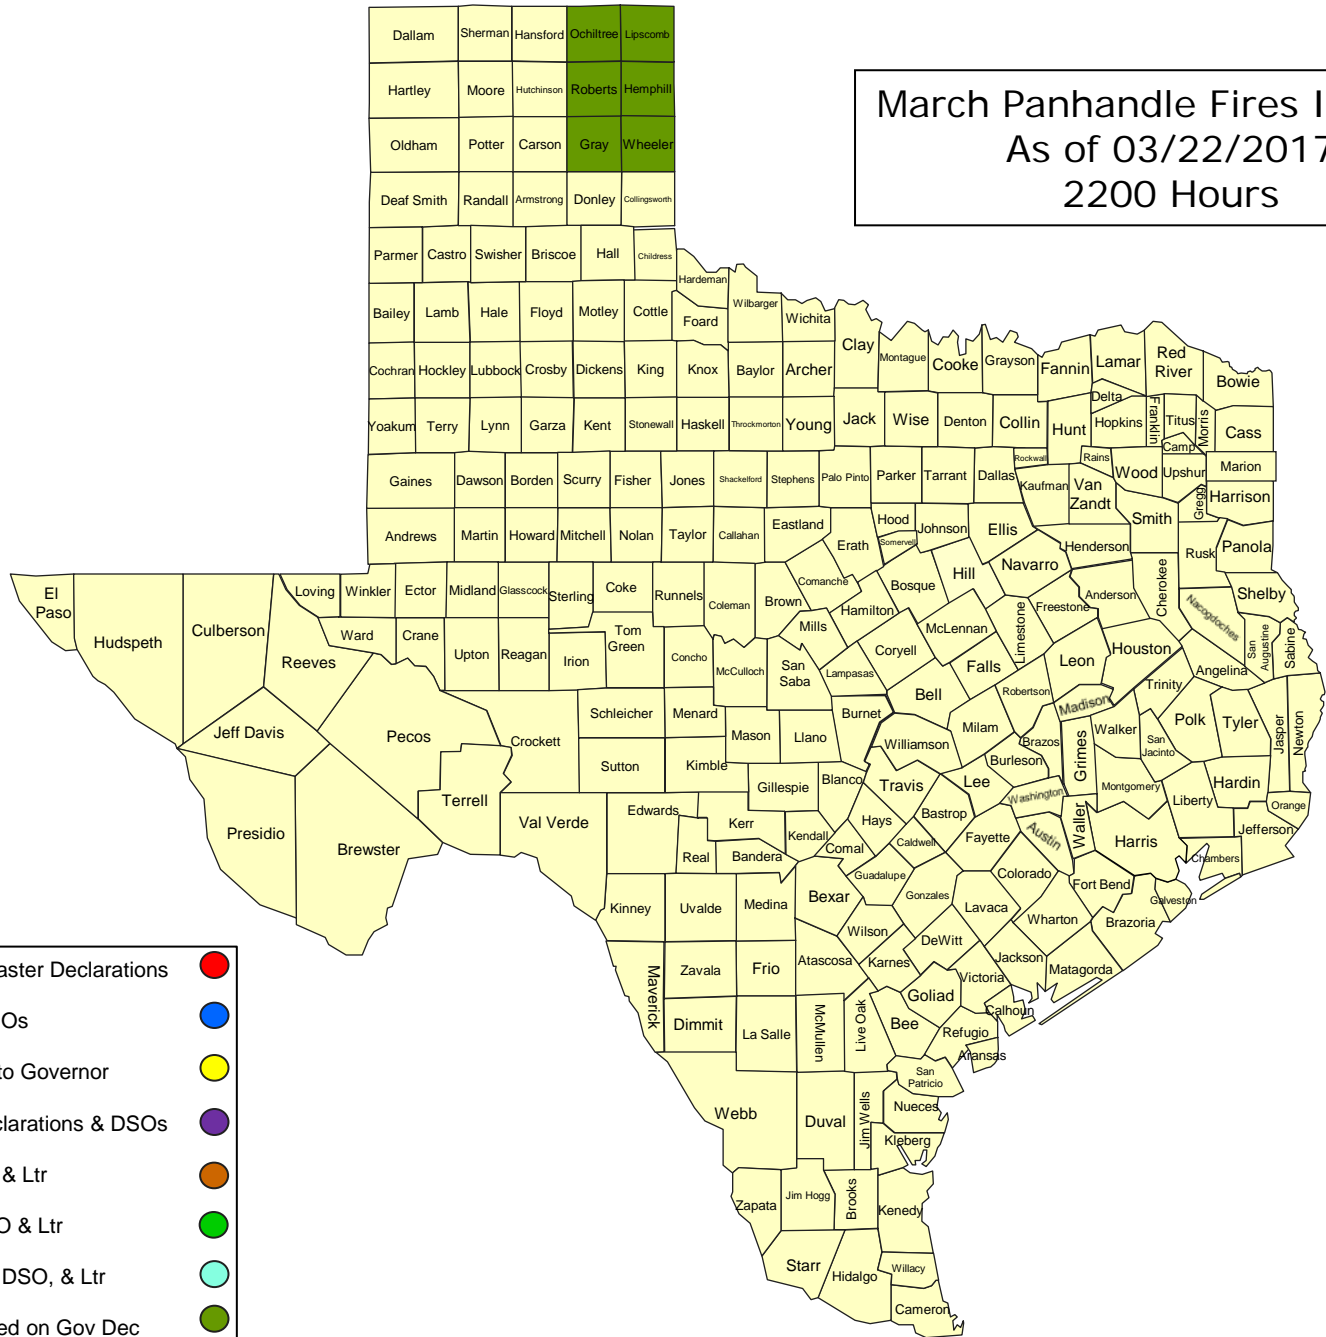 Dallam Sherman Hansford Ochiltree Lipscomb
Hartley Moore Hutchinson Roberts Hemphill
Oldham Potter Carson Gray Wheeler
Deaf Smith Randall Armstrong Donley Collingsworth
Parmer Castro Swisher Briscoe Hall Childress
March Panhandle Fires I
As of 03/22/2017
2200 Hours
Hardeman
Bailey Lamb Hale Floyd Motley Cottle Foard Wilbarger Wichita
Clay Montague Cooke Grayson Fannin Lamar Red
River Bowie
Cochran Hockley Lubbock Crosby Dickens King Knox Baylor Archer
Delta
Yoakum Terry Lynn Garza Kent Stonewall Haskell Throckmorton Young Jack Wise Denton Collin Hunt Hopkins Franklin Titus Morris Cass
Camp
Rockwall Rains
Gaines Dawson Borden Scurry Fisher Jones Shackelford Stephens Palo Pinto Parker Tarrant Dallas Kaufman Van
Zandt Wood Upshur Marion
Gregg Harrison
Andrews Martin Howard Mitchell Nolan Taylor Callahan Eastland Erath Hood Somervell Johnson Ellis Henderson Smith Rusk Panola
El
Paso Hudspeth Culberson Loving Winkler Ector Midland Glasscock Sterling Coke Runnels Coleman Brown Comanche Hamilton Bosque Hill Navarro Freestone Anderson Cherokee Nacogdoches Shelby
Reeves Ward Crane Upton Reagan Irion Tom
Green Concho McCulloch San
Saba Mills Lampasas Coryell McLennan Limestone Falls Leon Houston Angelina San
Augustine Sabine
Jeff Davis Pecos Crockett Schleicher Menard Mason Llano Burnet Bell Milam Robertson Madison Trinity
Walker San
Jacinto Polk Tyler Jasper Newton
Sutton Kimble Gillespie Blanco Williamson Travis Lee Burleson Brazos Grimes Montgomery Liberty Hardin Orange
Presidio Brewster Terrell Val Verde Edwards Kerr Kendall Hays Bastrop Washington Waller Harris Jefferson
Real Bandera Comal Caldwell Fayette Austin Chambers
Kinney Uvalde Medina Bexar Guadalupe Gonzales Lavaca Colorado Fort Bend Galveston
Wilson Wharton Brazoria
Maverick Zavala Frio Atascosa Karnes DeWitt Jackson Matagorda
Victoria
Dimmit La Salle McMullen Live Oak Bee Goliad Refugio Calhoun
Aransas
San
Patricio
Webb Duval Jim Wells Nueces
Kleberg
Zapata Jim Hogg Brooks Kenedy
Starr Hidalgo Willacy
Cameron
aster Declarations
Os
to Governor
clarations & DSOs
& Ltr
O & Ltr
DSO, & Ltr
ed on Gov Dec